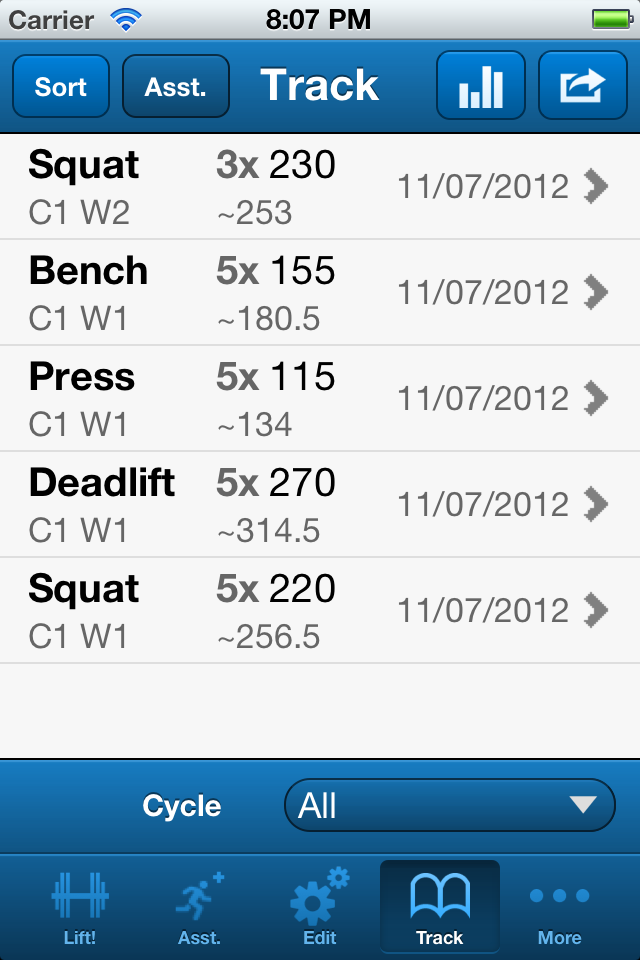 Carrier 8:07 PM
Sort Asst. Track
Squat 3x 230 11/07/2012
C1 W2 ~253
Bench 5x 155 11/07/2012
C1 W1 ~180.5
Press 5x 115 11/07/2012
C1 W1 ~134
Deadlift 5x 270 11/07/2012
C1 W1 ~314.5
Squat 5x 220 11/07/2012
C1 W1 ~256.5
Cycle All
Lift! Asst. Edit Track More